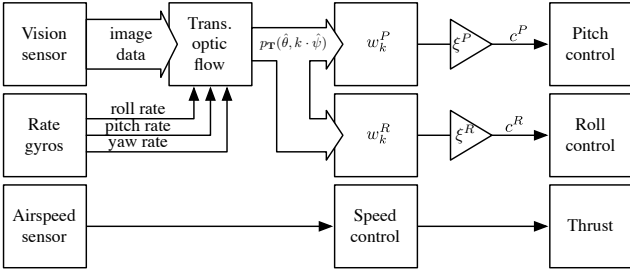 Vision
sensor
image
data
Trans.
optic
flow
p_T(θ̂, k · ψ̂)
w_k^P
ξ^P
c^P
Pitch
control
Rate
gyros
roll rate
pitch rate
yaw rate
w_k^R
ξ^R
c^R
Roll
control
Airspeed
sensor
Speed
control
Thrust